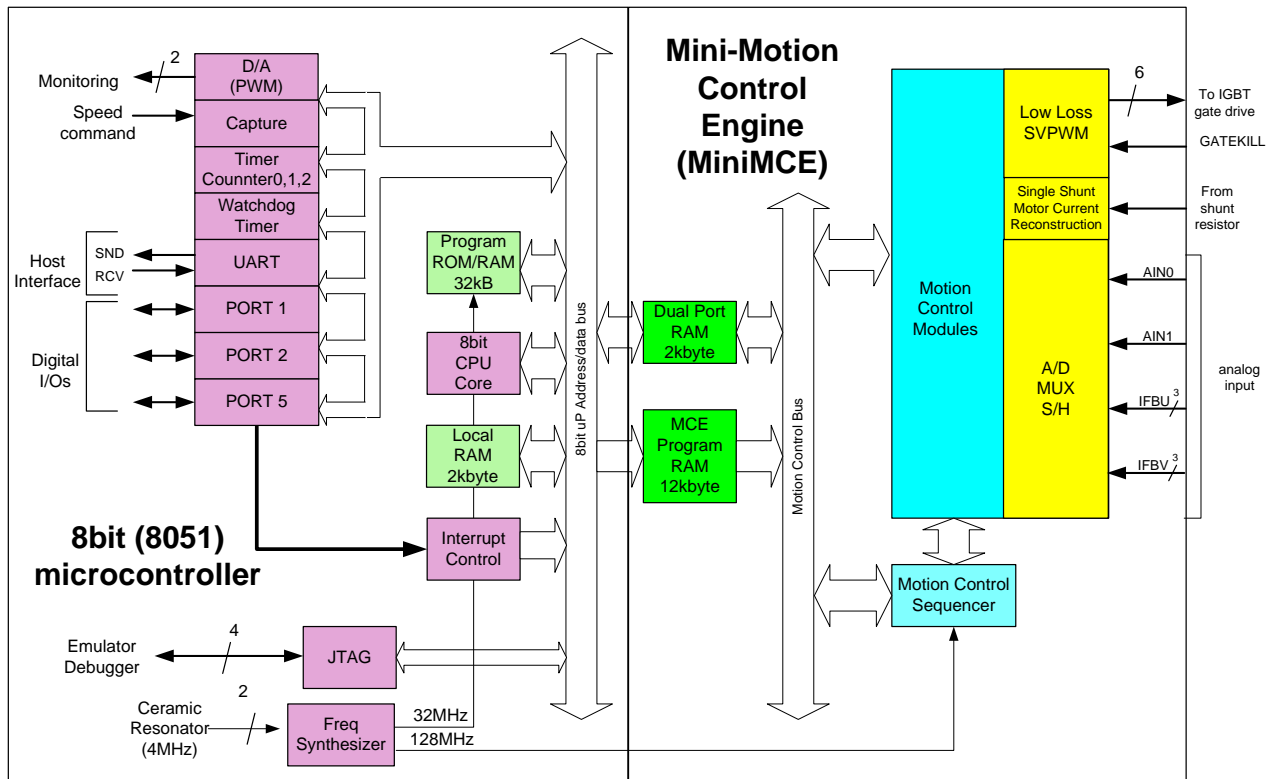 Monitoring
2
Speed
command
D/A
(PWM)
Capture
Timer
Counnter0,1,2
Watchdog
Timer
Host
Interface
SND
RCV
UART
PORT 1
Digital
I/Os
PORT 2
PORT 5
8bit (8051)
microcontroller
Program
ROM/RAM
32kB
8bit
CPU
Core
Local
RAM
2kbyte
Interrupt
Control
Emulator
Debugger
4
JTAG
Ceramic
Resonator
(4MHz)
2
Freq
Synthesizer
32MHz
128MHz
8bit uP Address/data bus
Mini-Motion
Control
Engine
(MiniMCE)
Dual Port
RAM
2kbyte
MCE
Program
RAM
12kbyte
Motion Control Bus
Motion
Control
Modules
Motion Control
Sequencer
Low Loss
SVPWM
Single Shunt
Motor Current
Reconstruction
A/D
MUX
S/H
6
To IGBT
gate drive
GATEKILL
From
shunt
resistor
AIN0
AIN1
IFBU
3
IFBV
3
analog
input